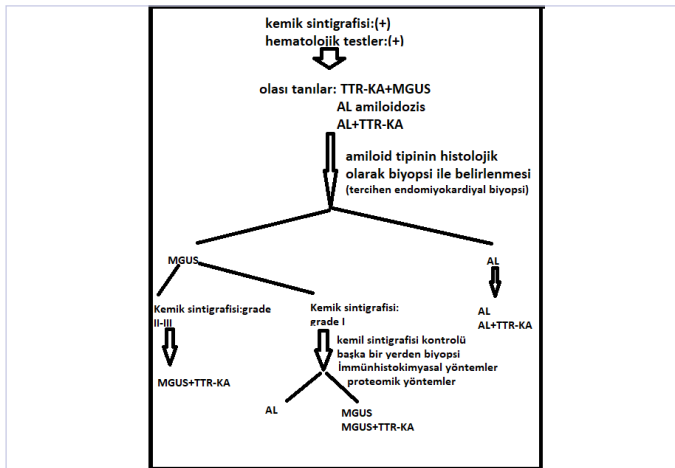 kemik sintigrafisi:(+)
hematolojik testler:(+)
olası tanılar: TTR-KA+MGUS
AL amiloidozis
AL+TTR-KA
amiloid tipinin histolojik
olarak biyopsi ile belirlenmesi
(tercihen endomiyokardiyal biyopsi)
MGUS
AL
Kemik sintigrafisi:grade
II-III
Kemik sintigrafisi:
grade I
AL
AL+TTR-KA
kemil sintigrafisi kontrolü
başka bir yerden biyopsi
İmmünhistokimyasal yöntemler
proteomik yöntemler
MGUS+TTR-KA
AL
MGUS
MGUS+TTR-KA